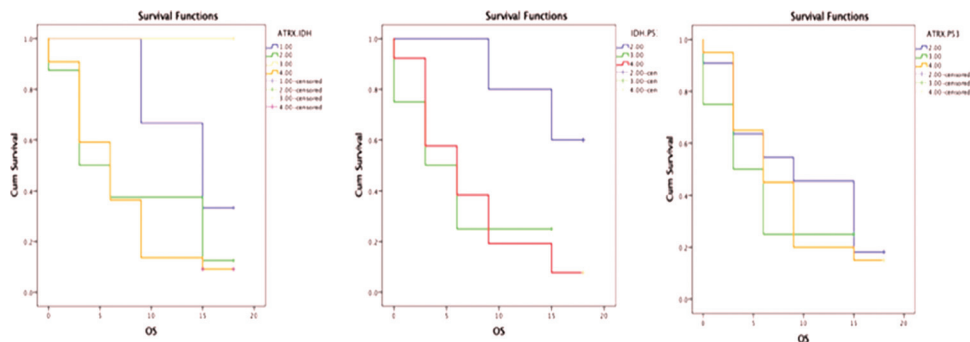 Survival Functions
ATRX.IDH
1.00
2.00
3.00
4.00
1.00-censored
2.00-censored
3.00-censored
4.00-censored
Cum Survival
1.0
0.8
0.6
0.4
0.2
0.0
0 5 10 15 20
OS
Survival Functions
IDH.PS:
2.00
3.00
4.00
2.00-cen
3.00-cen
4.00-cen
Cum Survival
1.0
0.8
0.6
0.4
0.2
0.0
0 5 10 15 20
OS
Survival Functions
ATRX.PS3
2.00
3.00
4.00
2.00-censored
3.00-censored
4.00-censored
Cum Survival
1.0
0.8
0.6
0.4
0.2
0.0
0 5 10 15 20
OS